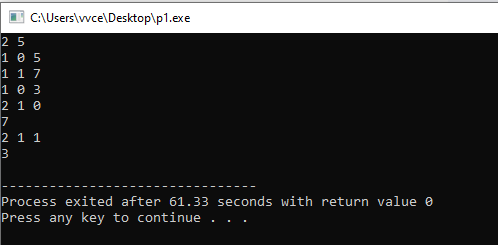 C:\Users\vvce\Desktop\p1.exe
2 5
1 0 5
1 1 7
1 0 3
2 1 0
7
2 1 1
3
--------------------------------
Process exited after 61.33 seconds with return value 0
Press any key to continue . . .